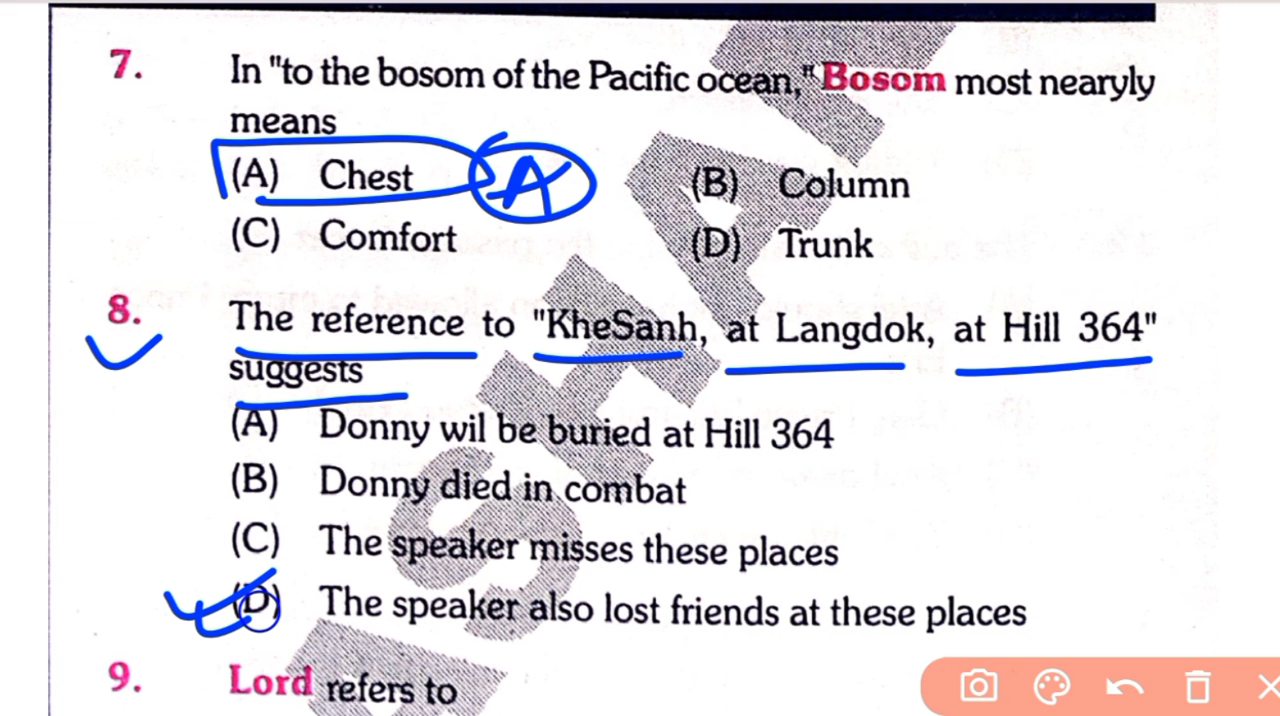 7. In "to the bosom of the Pacific ocean," Bosom most nearyly
means
(A) Chest A (B) Column
(C) Comfort (D) Trunk
8. The reference to "KheSanh, at Langdok, at Hill 364"
suggests
(A) Donny wil be buried at Hill 364
(B) Donny died in combat
(C) The speaker misses these places
(D) The speaker also lost friends at these places
9. Lord refers to